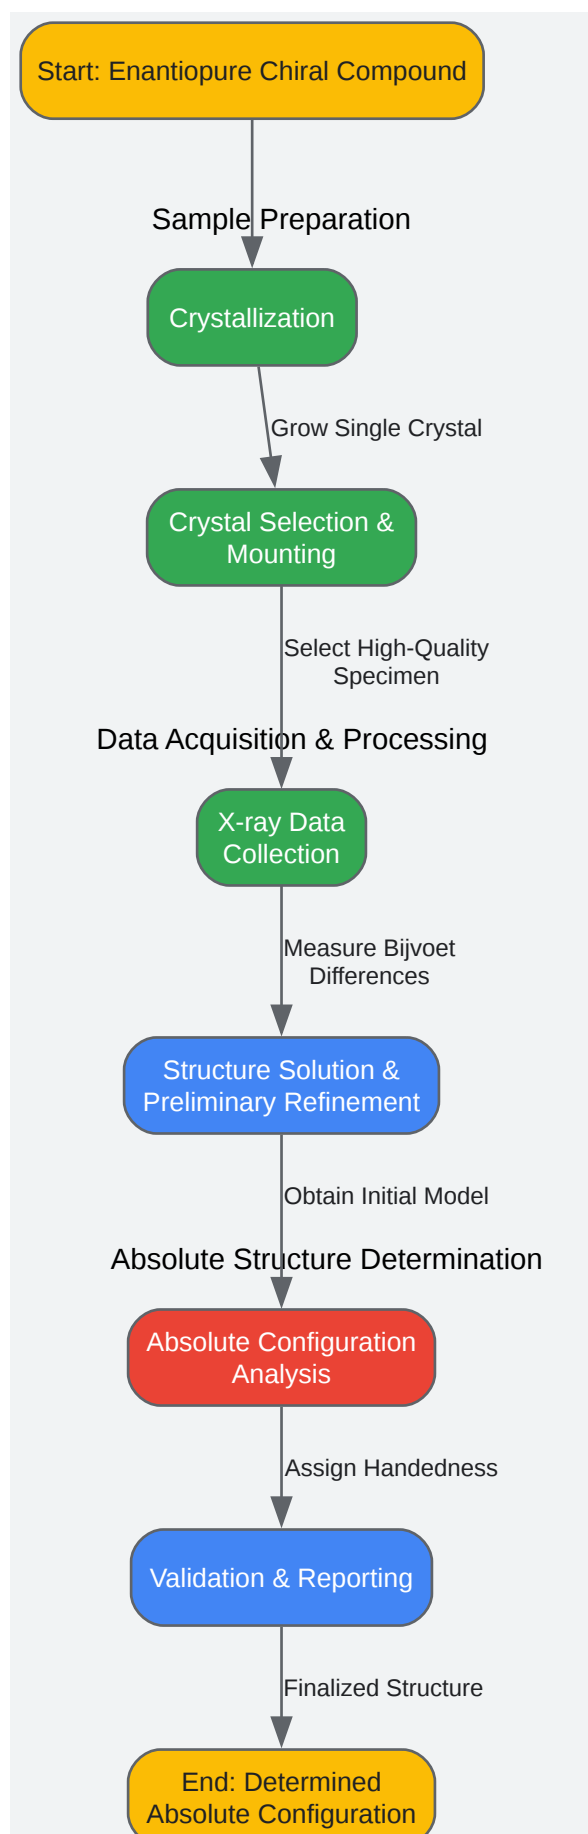 Start: Enantiopure Chiral Compound
Sample Preparation
Crystallization
Grow Single Crystal
Crystal Selection &
Mounting
Select High-Quality
Specimen
Data Acquisition & Processing
X-ray Data
Collection
Measure Bijvoet
Differences
Structure Solution &
Preliminary Refinement
Obtain Initial Model
Absolute Structure Determination
Absolute Configuration
Analysis
Assign Handedness
Validation & Reporting
Finalized Structure
End: Determined
Absolute Configuration